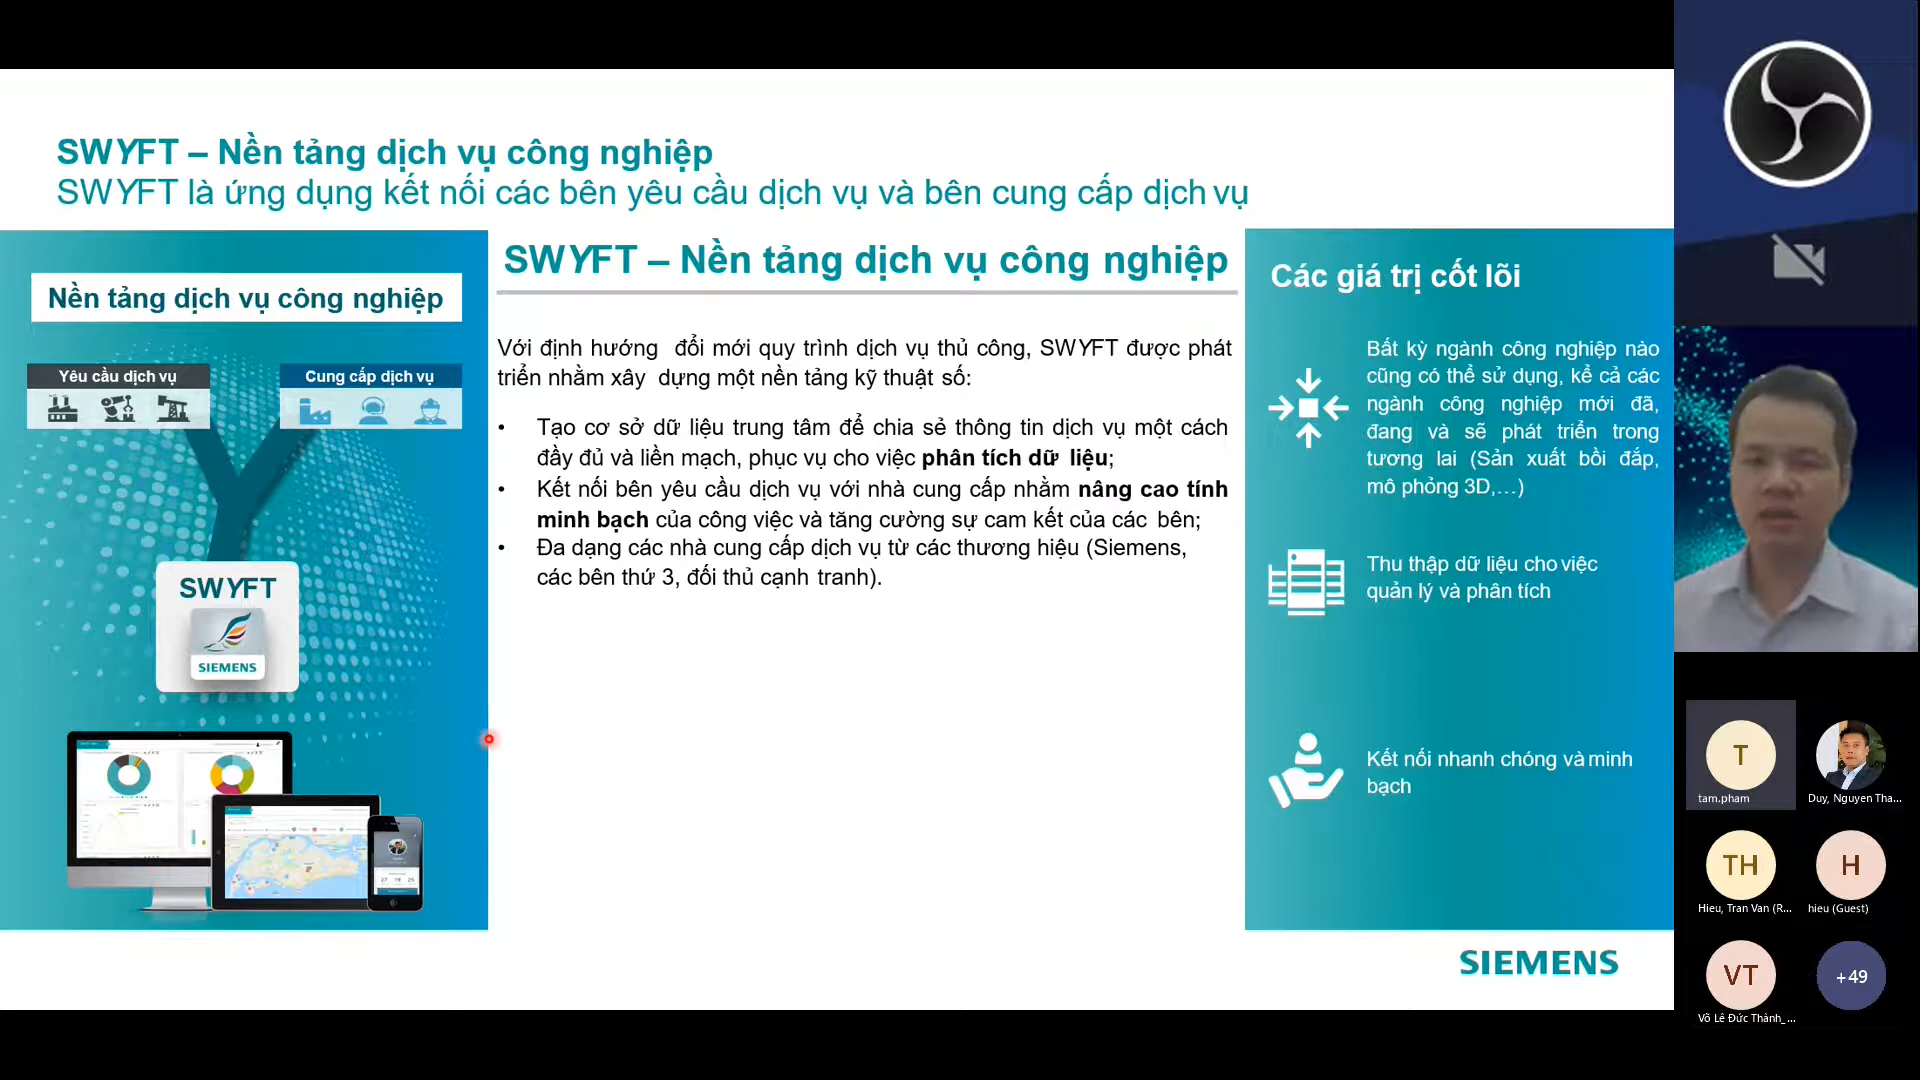 SWYFT – Nền tảng dịch vụ công nghiệp
SWYFT là ứng dụng kết nối các bên yêu cầu dịch vụ và bên cung cấp dịch vụ
Nền tảng dịch vụ công nghiệp
Yêu cầu dịch vụ
Cung cấp dịch vụ
SWYFT
SIEMENS
SWYFT – Nền tảng dịch vụ công nghiệp
Với định hướng đổi mới quy trình dịch vụ thủ công, SWYFT được phát
triển nhằm xây dựng một nền tảng kỹ thuật số:
• Tạo cơ sở dữ liệu trung tâm để chia sẻ thông tin dịch vụ một cách
đầy đủ và liền mạch, phục vụ cho việc phân tích dữ liệu;
• Kết nối bên yêu cầu dịch vụ với nhà cung cấp nhằm nâng cao tính
minh bạch của công việc và tăng cường sự cam kết của các bên;
• Đa dạng các nhà cung cấp dịch vụ từ các thương hiệu (Siemens,
các bên thứ 3, đối thủ cạnh tranh).
Các giá trị cốt lõi
Bất kỳ ngành công nghiệp nào
cũng có thể sử dụng, kể cả các
ngành công nghiệp mới đã,
đang và sẽ phát triển trong
tương lai (Sản xuất bồi đắp,
mô phỏng 3D,…)
Thu thập dữ liệu cho việc
quản lý và phân tích
Kết nối nhanh chóng và minh
bạch
SIEMENS
T
tam.pham
Duy, Nguyen Tha...
TH
Hieu, Tran Van (R...
H
hieu (Guest)
VT
Võ Lê Đức Thành_...
+49